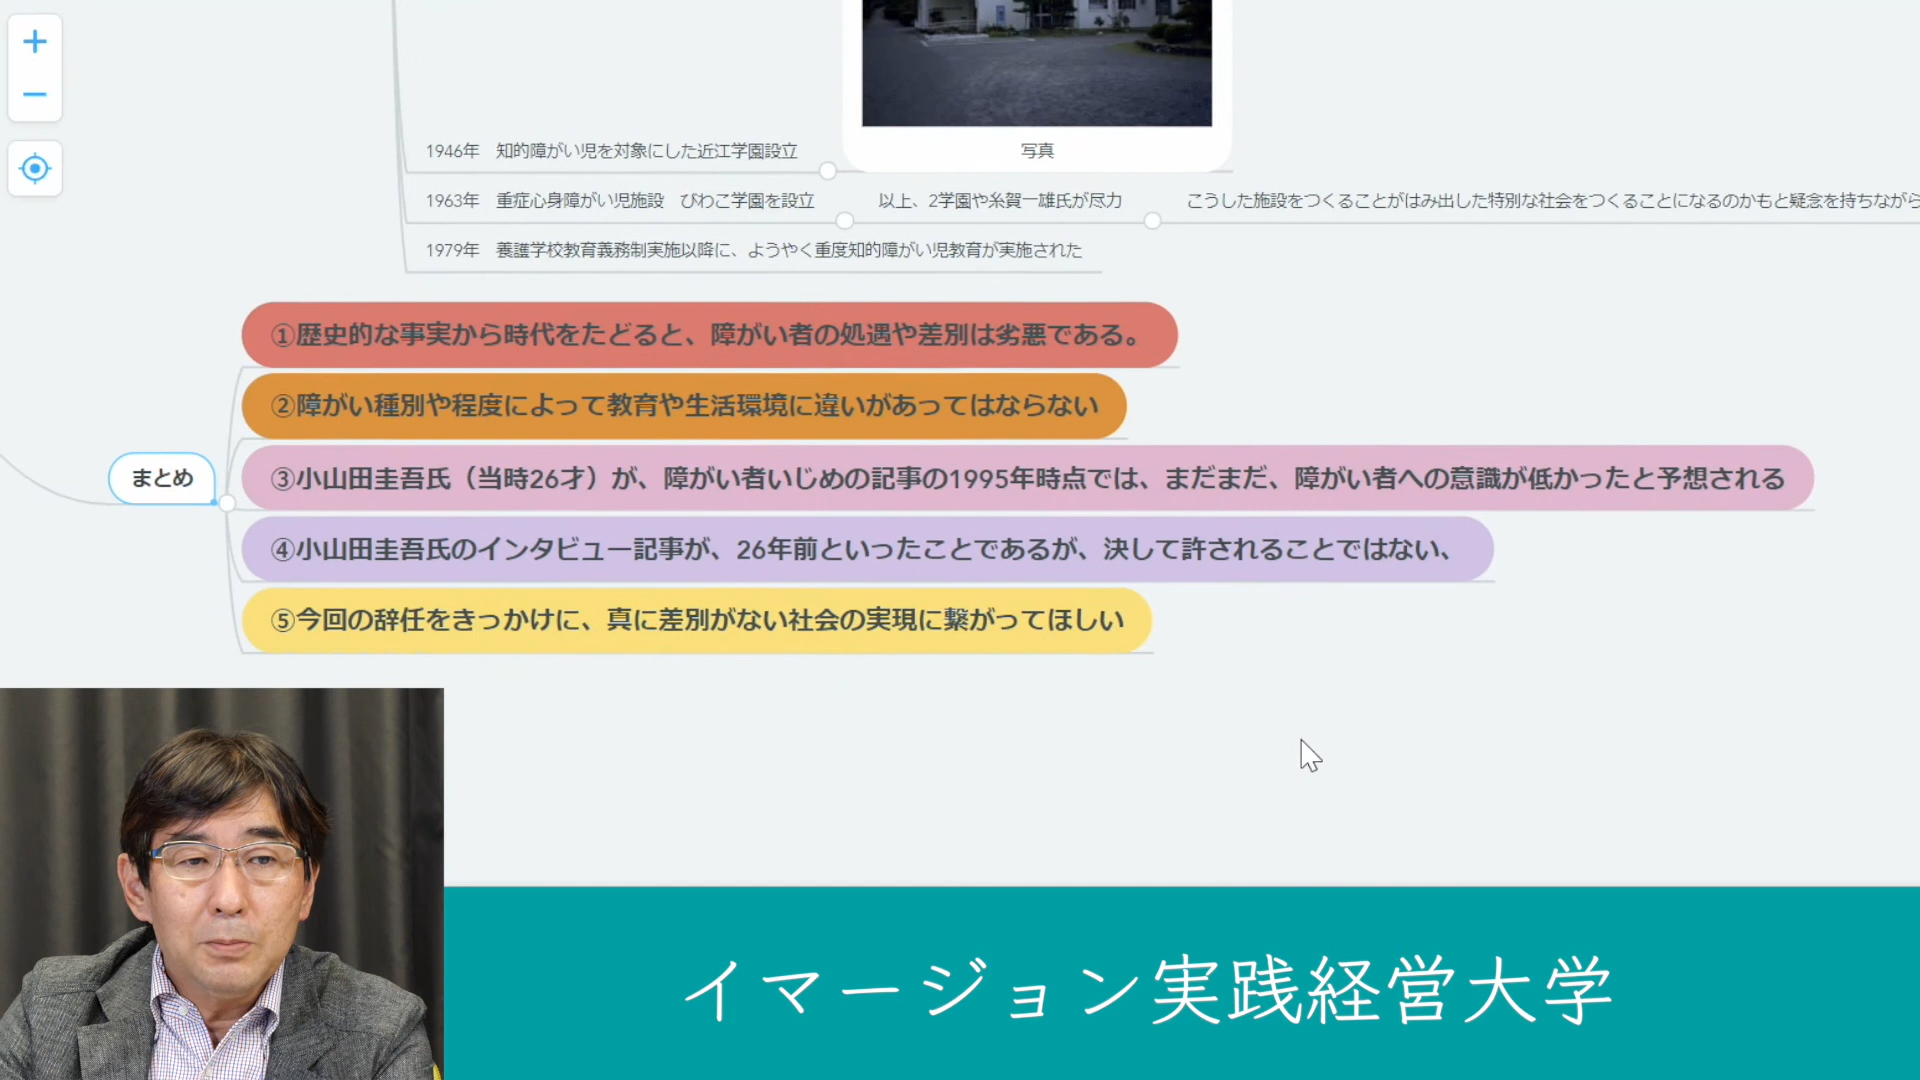 1946年　知的障がい児を対象にした近江学園設立
写真
1963年　重症心身障がい児施設　びわこ学園を設立
以上、2学園や糸賀一雄氏が尽力
こうした施設をつくることがはみ出した特別な社会をつくることになるのかもと疑念を持ちながら
1979年　養護学校教育義務制実施以降に、ようやく重度知的障がい児教育が実施された
まとめ
①歴史的な事実から時代をたどると、障がい者の処遇や差別は劣悪である。
②障がい種別や程度によって教育や生活環境に違いがあってはならない
③小山田圭吾氏（当時26才）が、障がい者いじめの記事の1995年時点では、まだまだ、障がい者への意識が低かったと予想される
④小山田圭吾氏のインタビュー記事が、26年前といったことであるが、決して許されることではない、
⑤今回の辞任をきっかけに、真に差別がない社会の実現に繋がってほしい
イマージョン実践経営大学